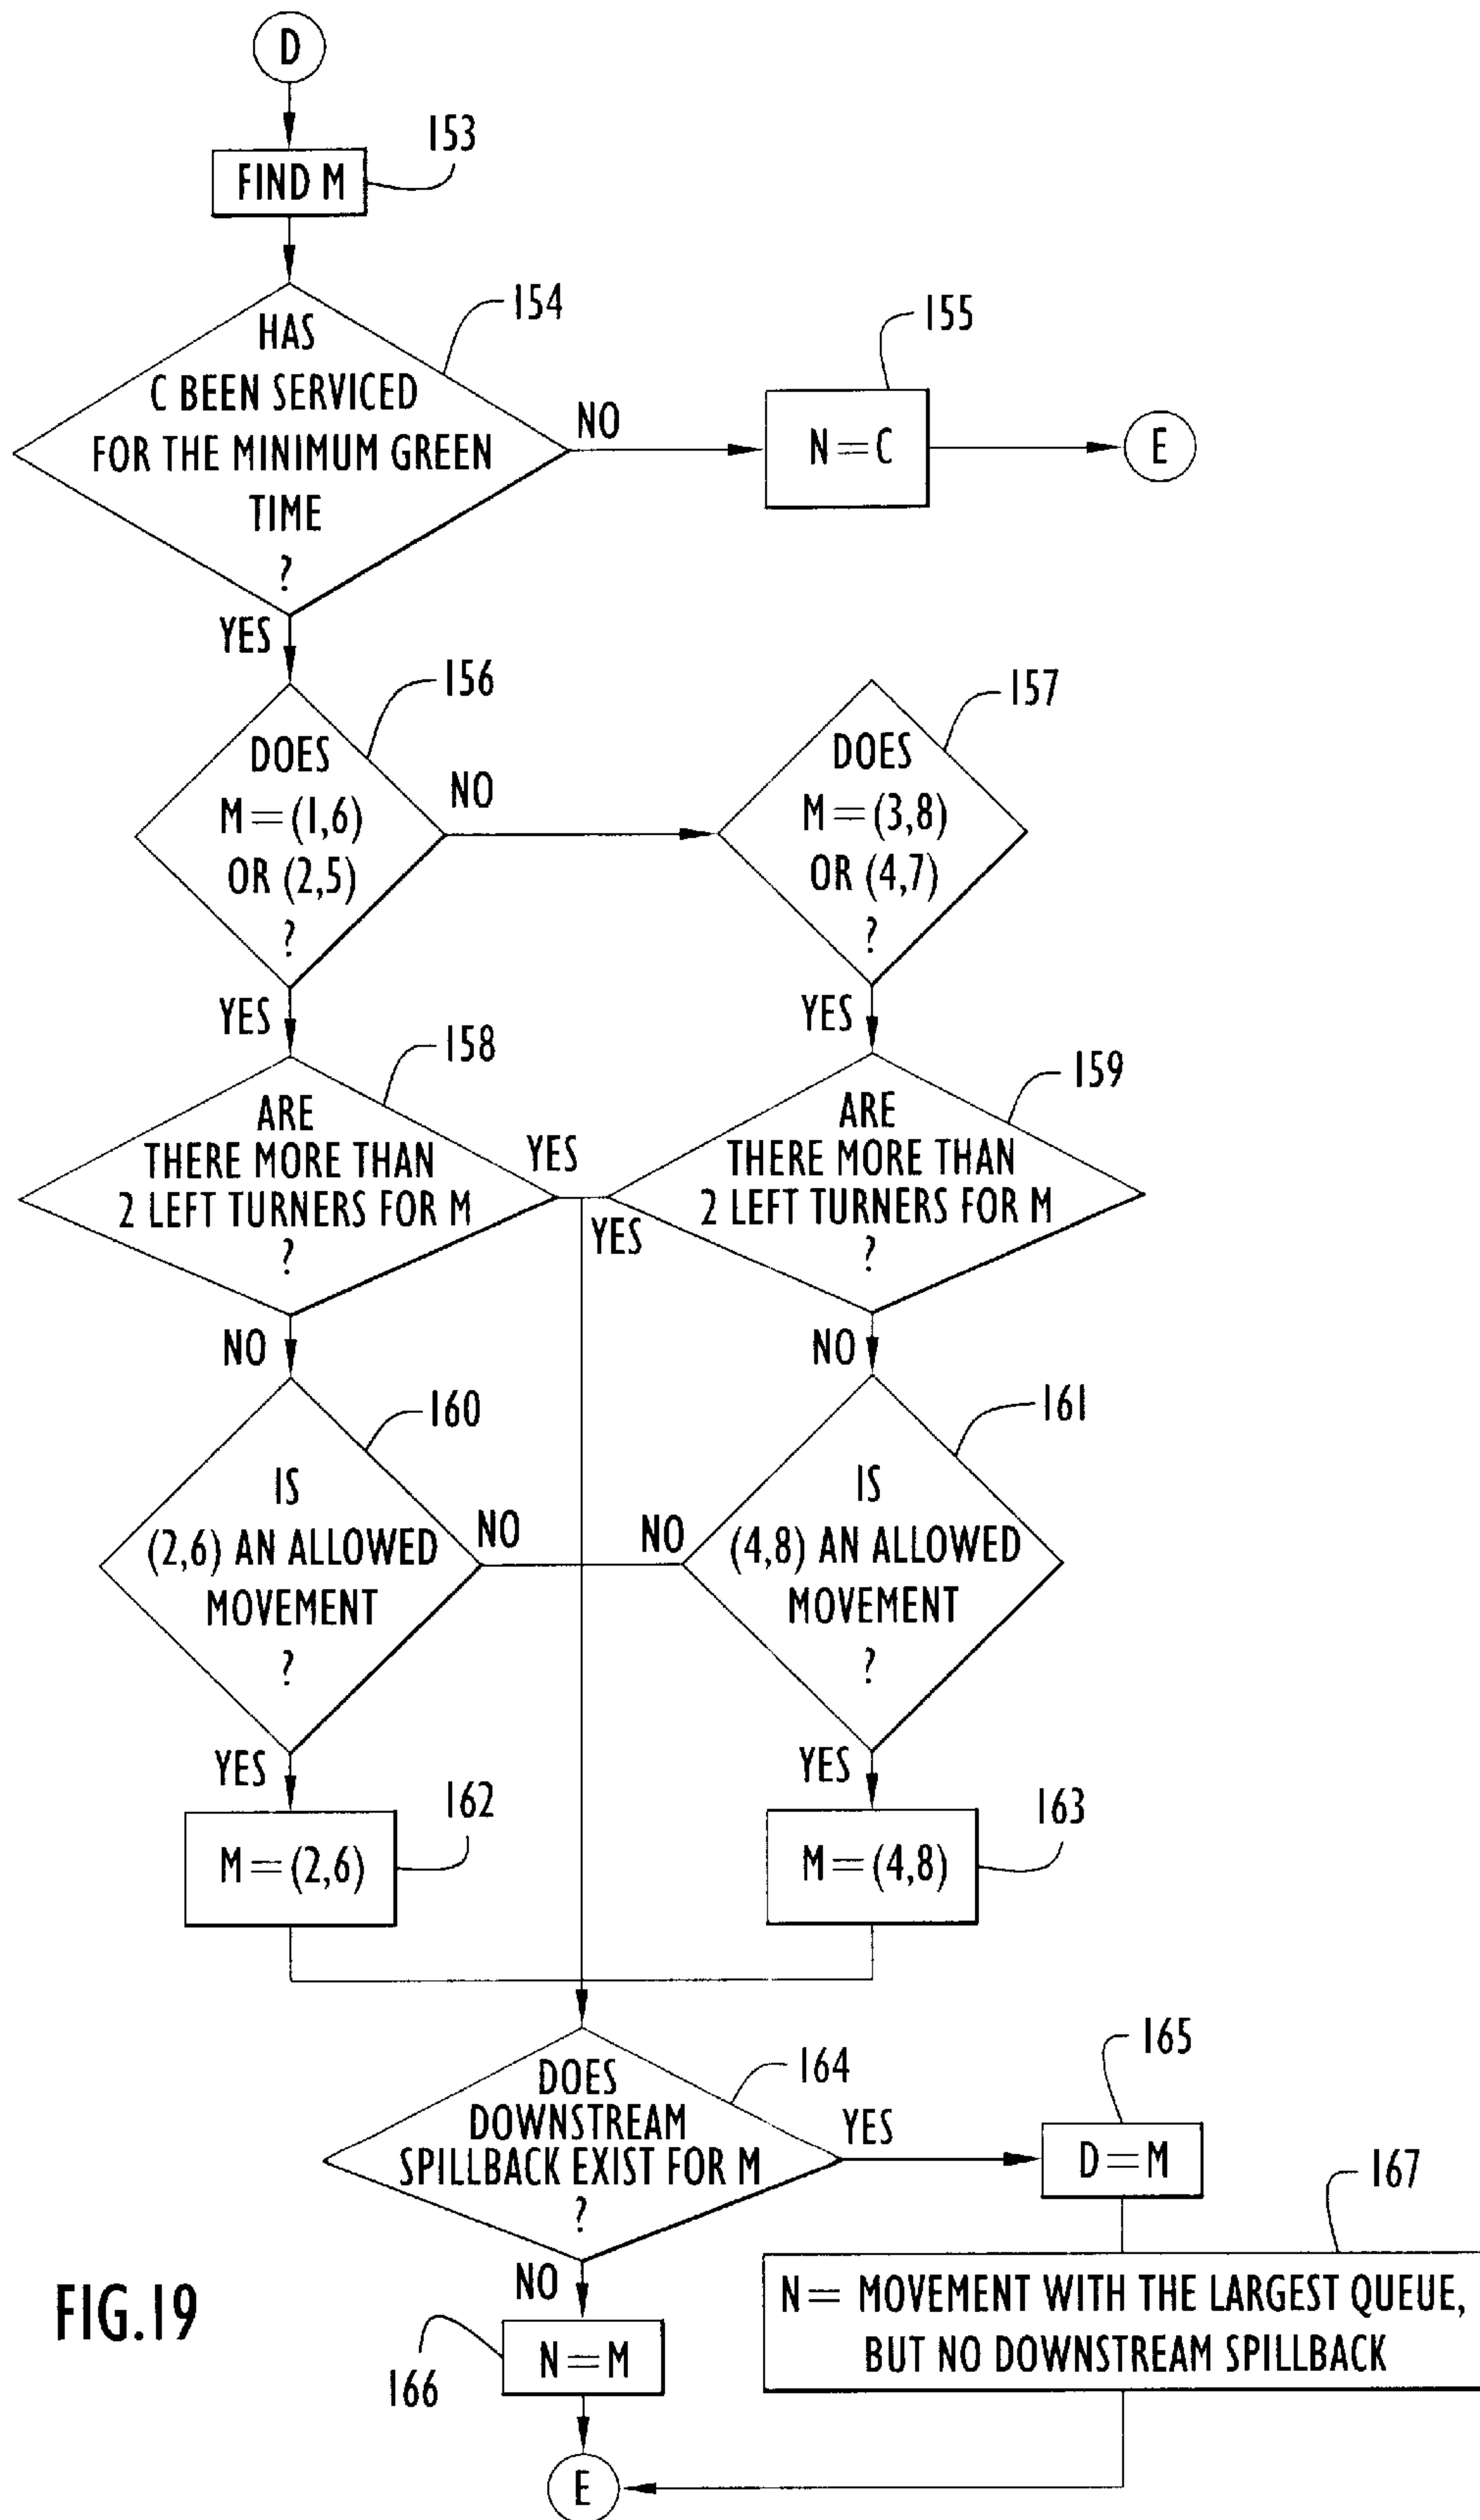 D
153
FIND M
154
HAS
C BEEN SERVICED
FOR THE MINIMUM GREEN
TIME
?
NO
155
N=C
E
YES
156
DOES
M=(1,6)
OR (2,5)
?
NO
157
DOES
M=(3,8)
OR (4,7)
?
YES
YES
158
ARE
THERE MORE THAN
2 LEFT TURNERS FOR M
?
YES
159
ARE
THERE MORE THAN
2 LEFT TURNERS FOR M
?
YES
NO
NO
160
IS
(2,6) AN ALLOWED
MOVEMENT
?
NO
161
IS
(4,8) AN ALLOWED
MOVEMENT
?
NO
YES
YES
162
M=(2,6)
163
M=(4,8)
164
DOES
DOWNSTREAM
SPILLBACK EXIST FOR M
?
YES
165
D=M
167
N= MOVEMENT WITH THE LARGEST QUEUE,
BUT NO DOWNSTREAM SPILLBACK
NO
166
N=M
E
FIG.19